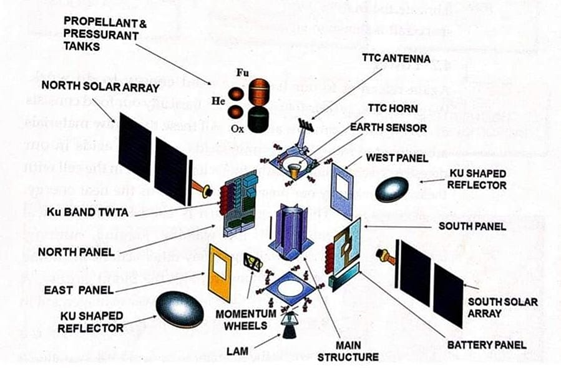 PROPELLANT &
PRESSURANT
TANKS
Fu
He
Ox
TTC ANTENNA
NORTH SOLAR ARRAY
TTC HORN
EARTH SENSOR
WEST PANEL
KU SHAPED
REFLECTOR
Ku BAND TWTA
SOUTH PANEL
NORTH PANEL
EAST PANEL
KU SHAPED
REFLECTOR
MOMENTUM
WHEELS
LAM
MAIN
STRUCTURE
SOUTH SOLAR
ARRAY
BATTERY PANEL